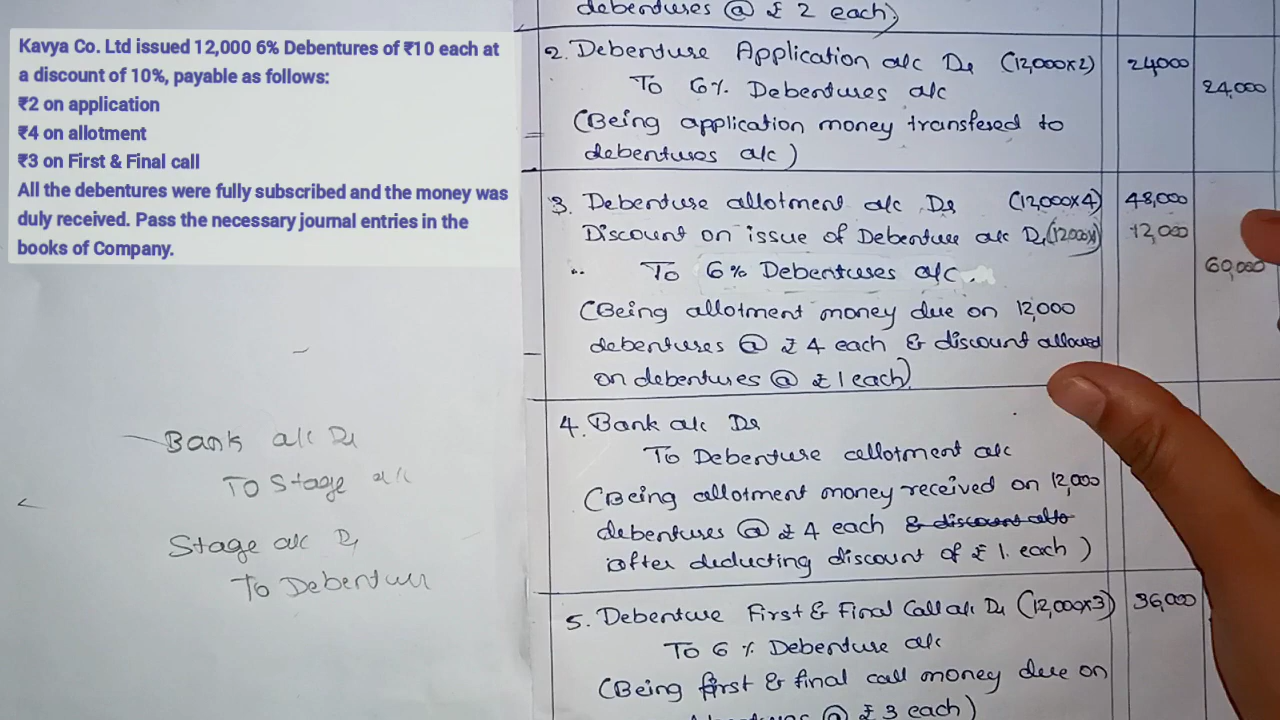 Kavya Co. Ltd issued 12,000 6% Debentures of ₹10 each at
a discount of 10%, payable as follows:
₹2 on application
₹4 on allotment
₹3 on First & Final call
All the debentures were fully subscribed and the money was
duly received. Pass the necessary journal entries in the
books of Company.
Bank a/c Dr
To Stage a/c
Stage a/c Dr
To Debenture
debentures @ ₹ 2 each)
2. Debenture Application a/c Dr (12,000x2) 24,000
To 6% Debentures a/c 24,000
(Being application money transfered to
debentures a/c)
3. Debenture allotment a/c Dr (12,000x4) 48,000
Discount on issue of Debenture a/c Dr (12,000x1) 12,000
To 6% Debentures a/c. 60,000
(Being allotment money due on 12,000
debentures @ ₹ 4 each & discount allowed
on debentures @ ₹ 1 each)
4. Bank a/c Dr
To Debenture allotment a/c
(Being allotment money received on 12,000
debentures @ ₹ 4 each & discount allo
after deducting discount of ₹ 1. each)
5. Debenture First & Final Call a/c Dr (12,000x3) 36,000
To 6% Debenture a/c
(Being first & final call money due on
@ ₹ 3 each)